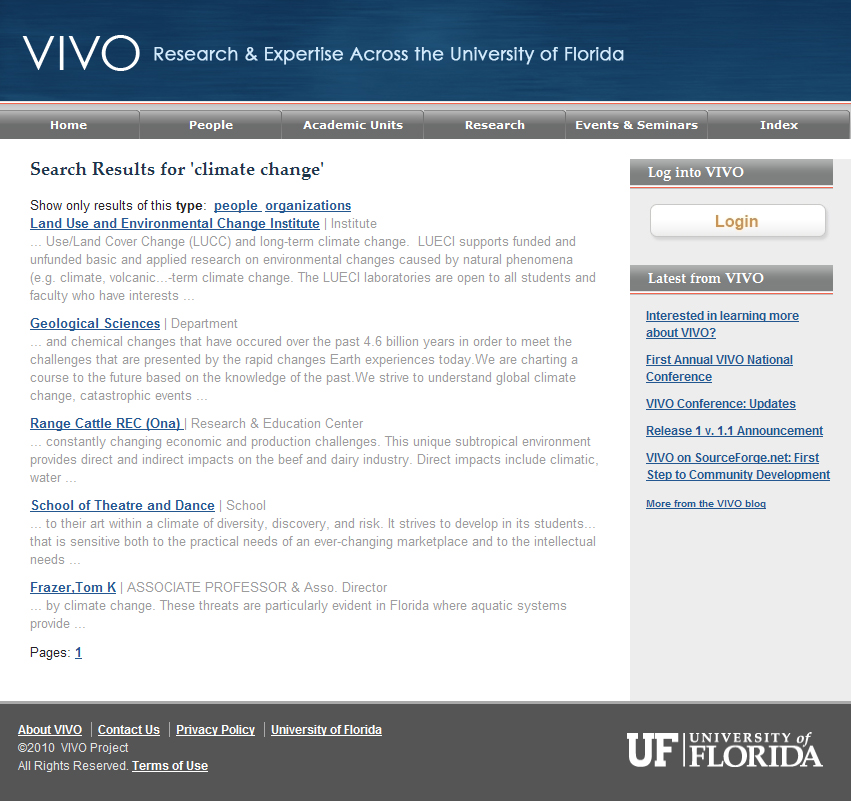 VIVO Research & Expertise Across the University of Florida
Home People Academic Units Research Events & Seminars Index
Search Results for 'climate change'
Show only results of this type: people organizations
Land Use and Environmental Change Institute | Institute
... Use/Land Cover Change (LUCC) and long-term climate change. LUECI supports funded and
unfunded basic and applied research on environmental changes caused by natural phenomena
(e.g. climate, volcanic...-term climate change. The LUECI laboratories are open to all students and
faculty who have interests ...
Geological Sciences | Department
... and chemical changes that have occured over the past 4.6 billion years in order to meet the
challenges that are presented by the rapid changes Earth experiences today.We are charting a
course to the future based on the knowledge of the past.We strive to understand global climate
change, catastrophic events ...
Range Cattle REC (Ona) | Research & Education Center
... constantly changing economic and production challenges. This unique subtropical environment
provides direct and indirect impacts on the beef and dairy industry. Direct impacts include climatic,
water ...
School of Theatre and Dance | School
... to their art within a climate of diversity, discovery, and risk. It strives to develop in its students...
that is sensitive both to the practical needs of an ever-changing marketplace and to the intellectual
needs ...
Frazer,Tom K | ASSOCIATE PROFESSOR & Asso. Director
... by climate change. These threats are particularly evident in Florida where aquatic systems
provide ...
Pages: 1
Log into VIVO
Login
Latest from VIVO
Interested in learning more
about VIVO?
First Annual VIVO National
Conference
VIVO Conference: Updates
Release 1 v. 1.1 Announcement
VIVO on SourceForge.net: First
Step to Community Development
More from the VIVO blog
About VIVO | Contact Us | Privacy Policy | University of Florida
©2010 VIVO Project
All Rights Reserved. Terms of Use
UF | UNIVERSITY of
FLORIDA